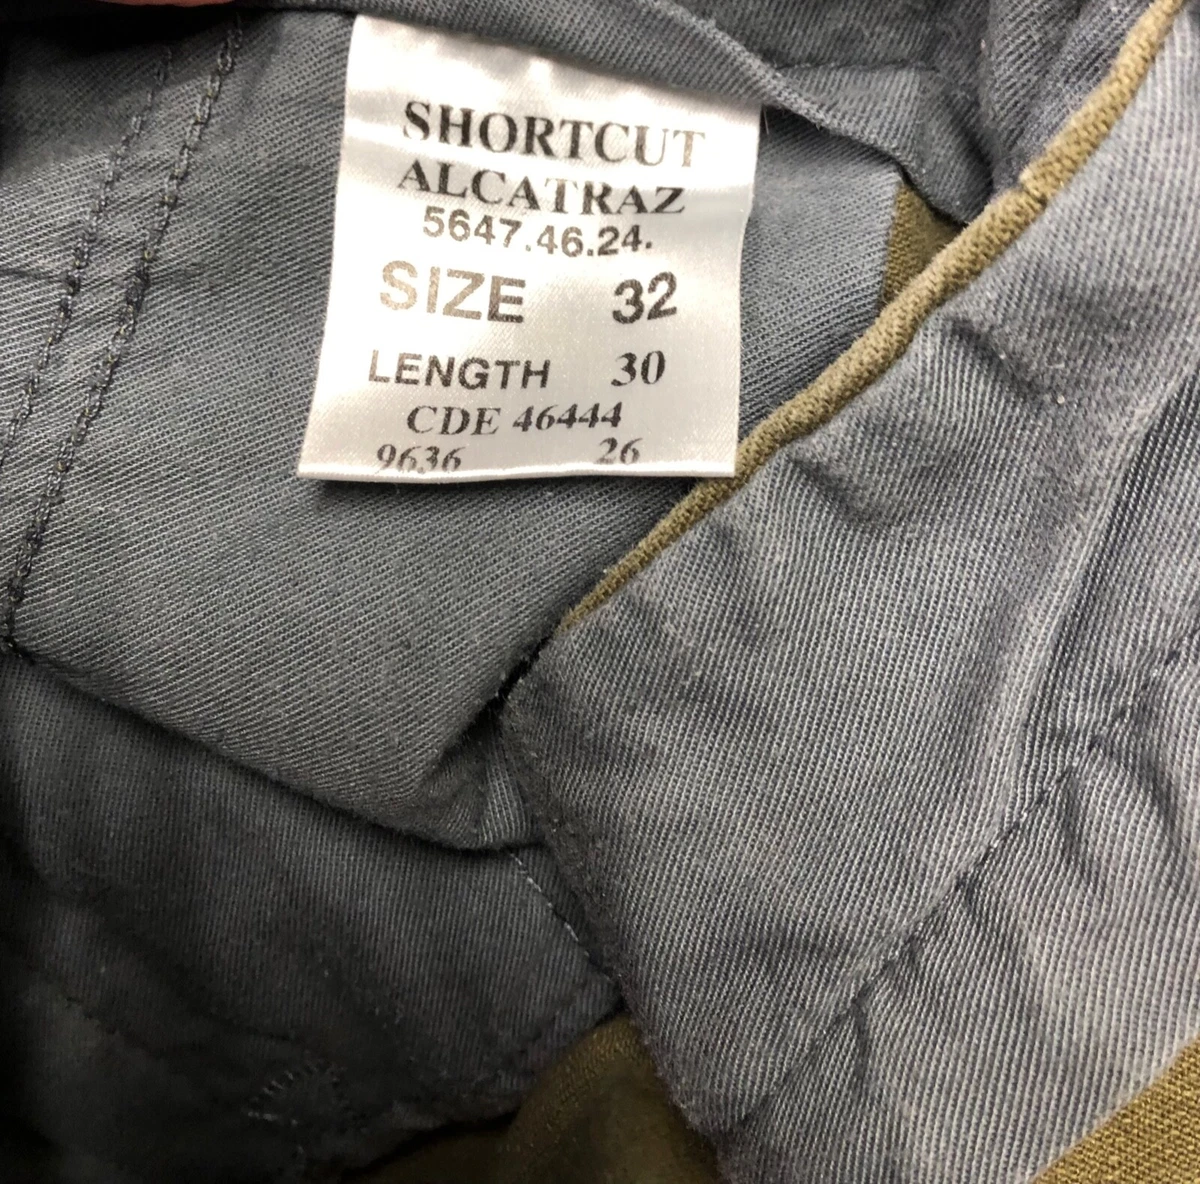 SHORTCUT
ALCATRAZ
5647.46.24.
SIZE 32
LENGTH 30
CDE 46444
9636 26